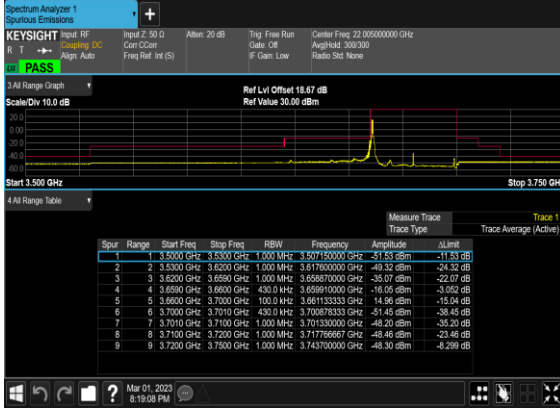 Spectrum Analyzer 1
Spurious Emissions
KEYSIGHT Input: RF Input Z: 50 Ω Atten: 20 dB Trig: Free Run Center Freq: 22.005000000 GHz
R T Coupling: DC Corr CCorr Gate: Off Avg|Hold: 300/300
Align: Auto Freq Ref: Int (S) IF Gain: Low Radio Std: None
PASS
3 All Range Graph
Ref Lvl Offset 18.67 dB
Scale/Div 10.0 dB Ref Value 30.00 dBm
20.0
0.00
-20.0
-40.0
-60.0
Start 3.500 GHz Stop 3.750 GH
4 All Range Table
Measure Trace Trace 1
Trace Type Trace Average (Active)
Spur Range Start Freq Stop Freq RBW Frequency Amplitude ΔLimit
1 1 3.5000 GHz 3.5300 GHz 1.000 MHz 3.507150000 GHz -51.53 dBm -11.53 dB
2 2 3.5300 GHz 3.6200 GHz 1.000 MHz 3.617600000 GHz -49.32 dBm -24.32 dB
3 3 3.6200 GHz 3.6590 GHz 1.000 MHz 3.658870000 GHz -35.07 dBm -22.07 dB
4 4 3.6590 GHz 3.6600 GHz 430.0 kHz 3.659910000 GHz -16.05 dBm -3.052 dB
5 5 3.6600 GHz 3.7000 GHz 100.0 kHz 3.661133333 GHz 14.96 dBm -15.04 dB
6 6 3.7000 GHz 3.7010 GHz 430.0 kHz 3.700878333 GHz -51.45 dBm -38.45 dB
7 7 3.7010 GHz 3.7100 GHz 1.000 MHz 3.701330000 GHz -48.20 dBm -35.20 dB
8 8 3.7100 GHz 3.7200 GHz 1.000 MHz 3.717766667 GHz -48.46 dBm -23.46 dB
9 9 3.7200 GHz 3.7500 GHz 1.000 MHz 3.743700000 GHz -48.30 dBm -8.299 dB
Mar 01, 2023
8:19:08 PM